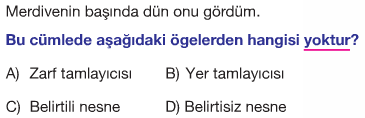 Merdivenin başında dün onu gördüm.
Bu cümlede aşağıdaki ögelerden hangisi yoktur?
A) Zarf tamlayıcısı B) Yer tamlayıcısı
C) Belirtili nesne D) Belirtisiz nesne